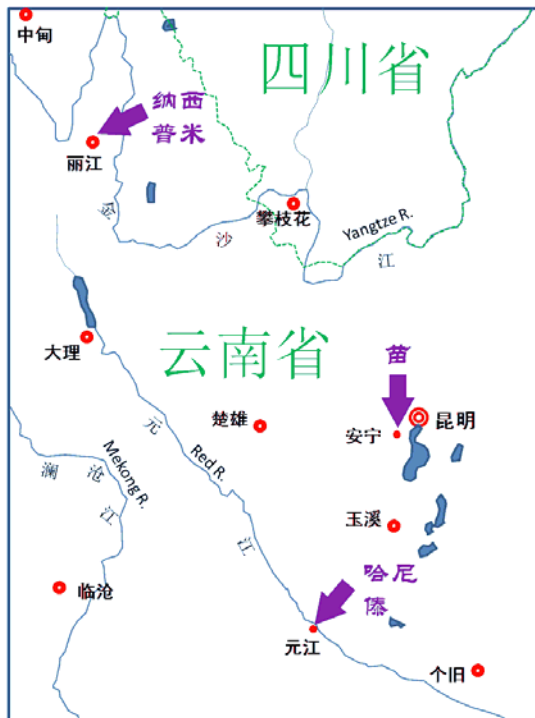 中甸
四川省
纳西
普米
丽江
金
沙
江
攀枝花
Yangtze R.
大理
云南省
苗
楚雄
昆明
安宁
元
江
Red R.
Mekong R.
澜
沧
江
玉溪
哈尼
傣
临沧
元江
个旧